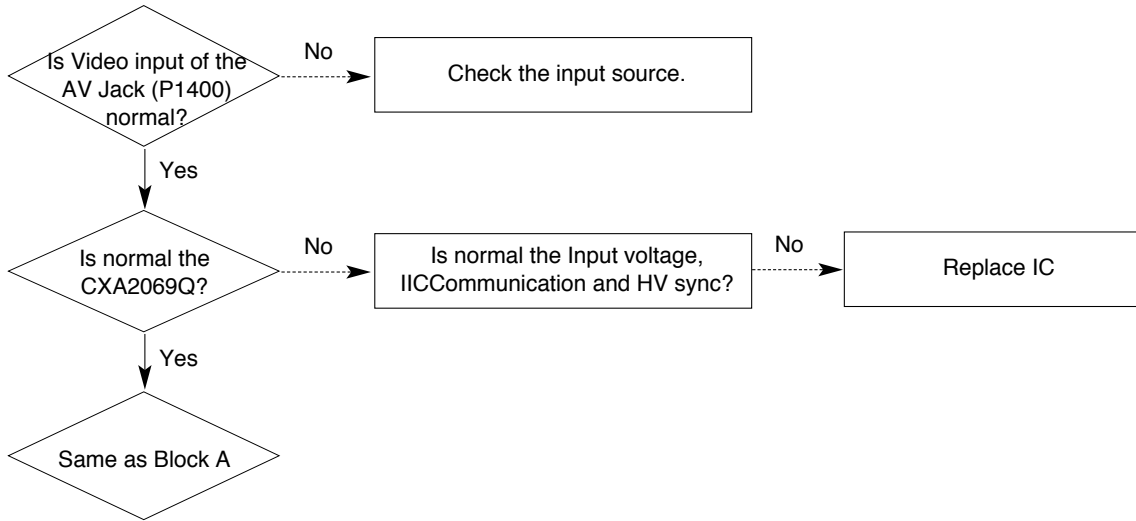 Is Video input of the
AV Jack (P1400)
normal?
No
Check the input source.
Yes
Is normal the
CXA2069Q?
No
Is normal the Input voltage,
IICCommunication and HV sync?
No
Replace IC
Yes
Same as Block A